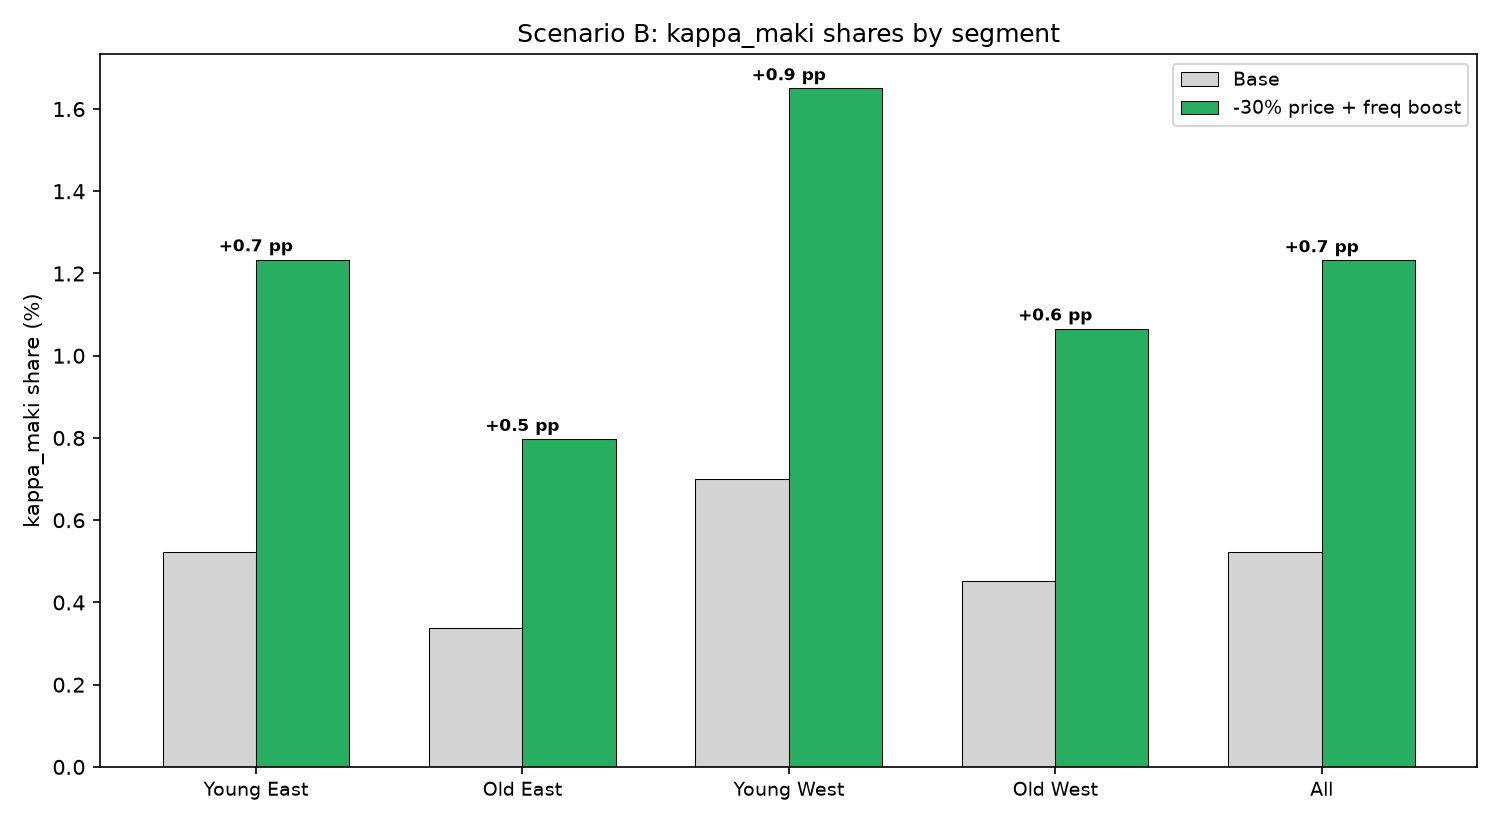 Scenario B: kappa_maki shares by segment
Base
-30% price + freq boost
kappa_maki share (%)
1.6
1.4
1.2
1.0
0.8
0.6
0.4
0.2
0.0
+0.7 pp
+0.5 pp
+0.9 pp
+0.6 pp
+0.7 pp
Young East
Old East
Young West
Old West
All